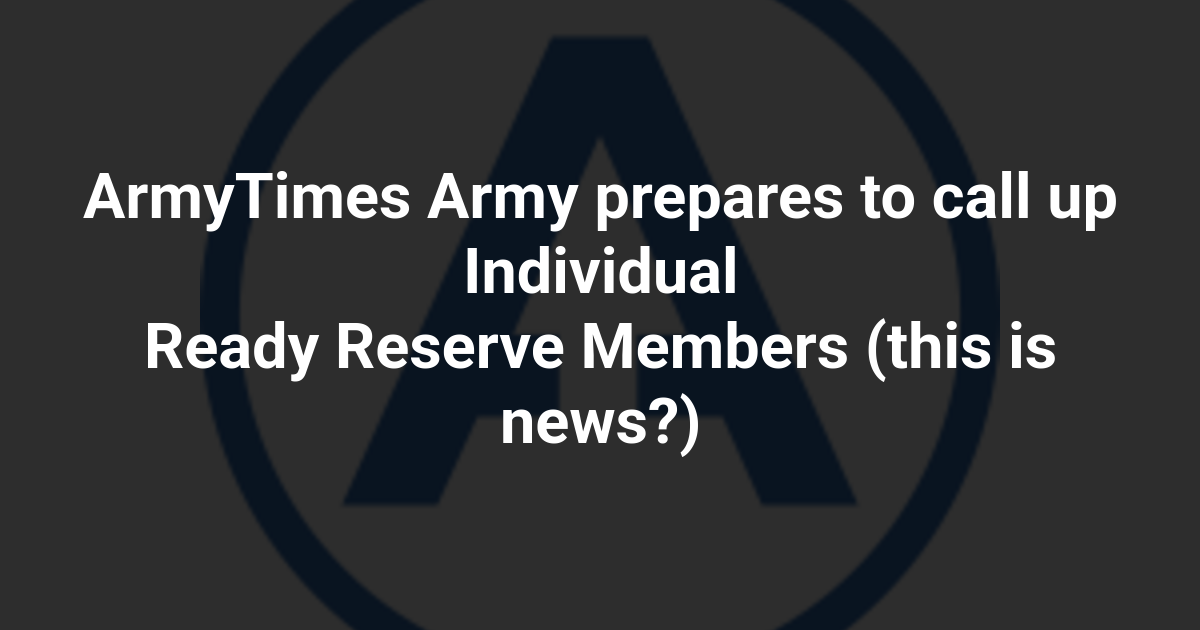 ArmyTimes Army prepares to call up
Individual
Ready Reserve Members (this is
news?)